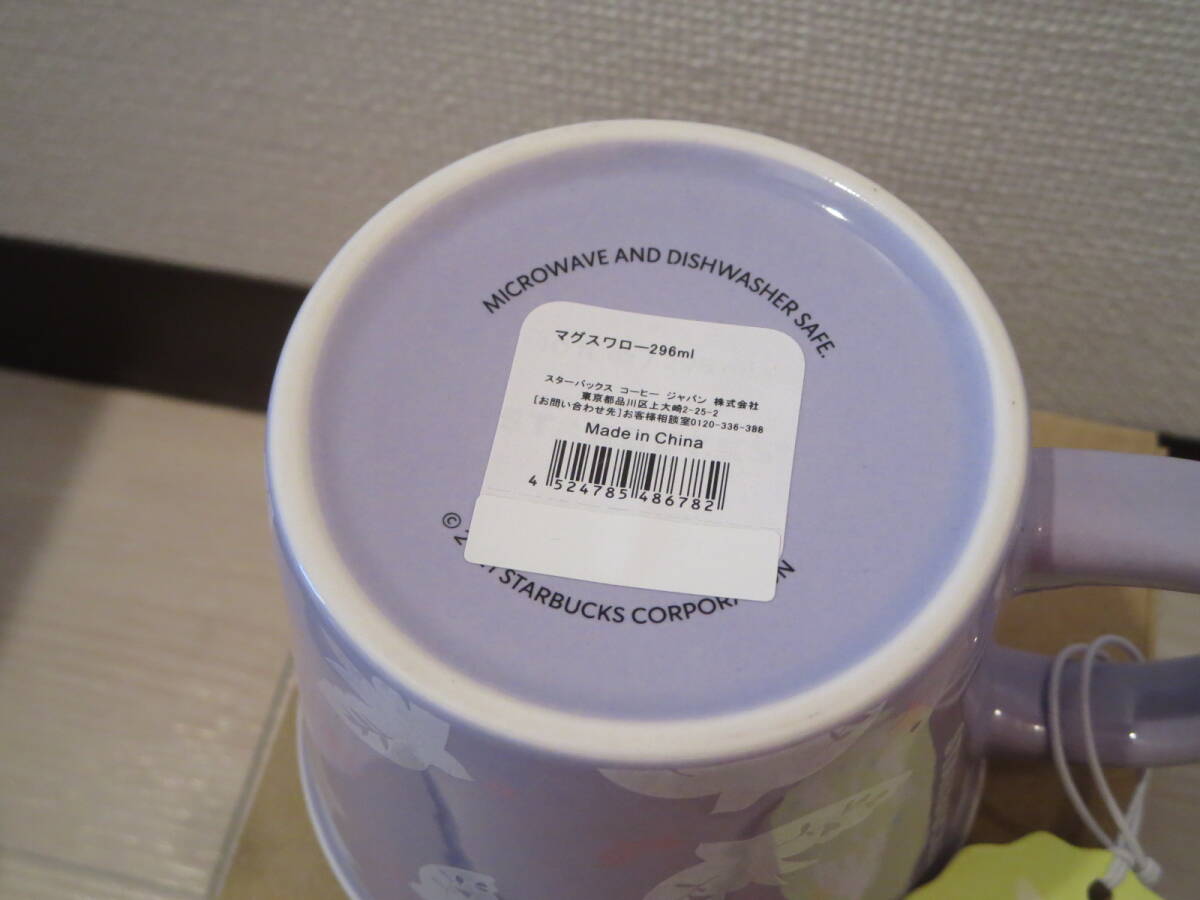 MICROWAVE AND DISHWASHER SAFE.
マグスワロー296ml
スターバックス コーヒー ジャパン 株式会社
東京都品川区上大崎2-25-2
[お問い合わせ先]お客様相談室0120-336-388
Made in China
4 524785 486782
© STARBUCKS CORPORATION